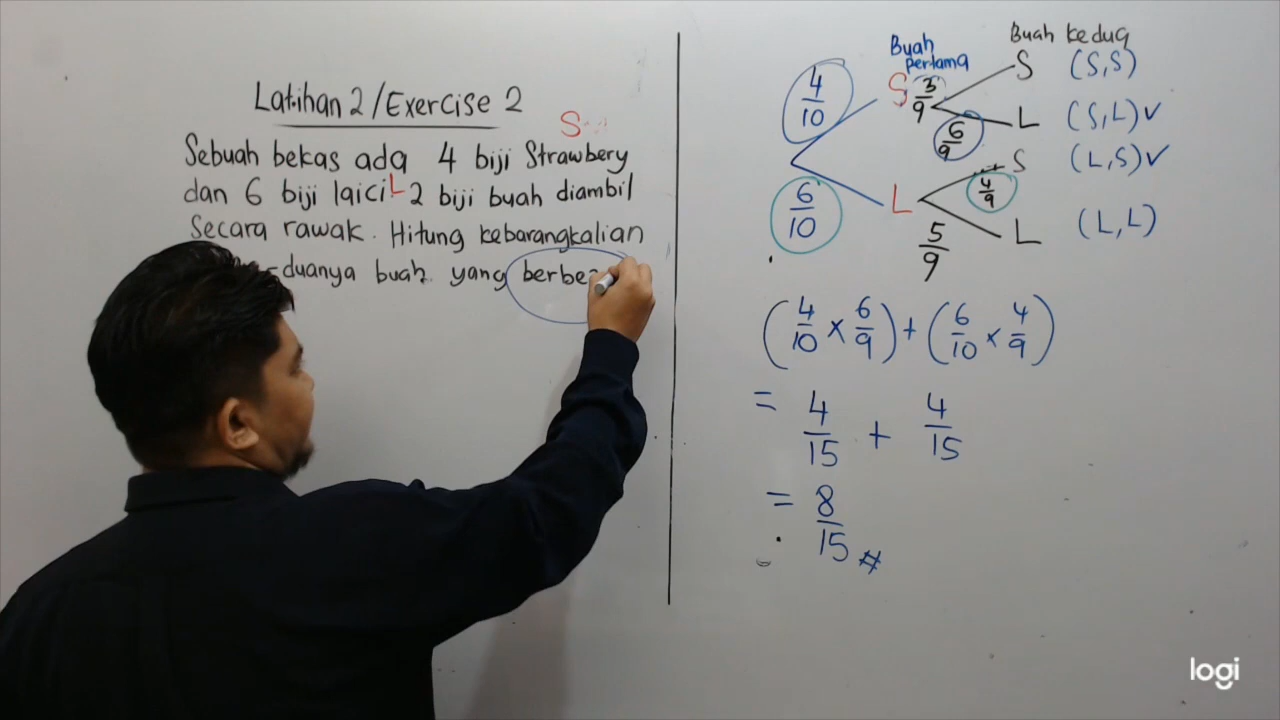 Latihan 2/Exercise 2
S
Sebuah bekas ada 4 biji Strawbery
dan 6 biji laici L 2 biji buah diambil
Secara rawak. Hitung kebarangkalian
-duanya buah yang
Buah pertama
Buah kedua
4/10 S 3/9 S (S,S)
6/9 L (S,L) ✓
6/10 L 4/9 S (L,S) ✓
5/9 L (L,L)
(4/10 × 6/9) + (6/10 × 4/9)
= 4/15 + 4/15
= 8/15 #
logi